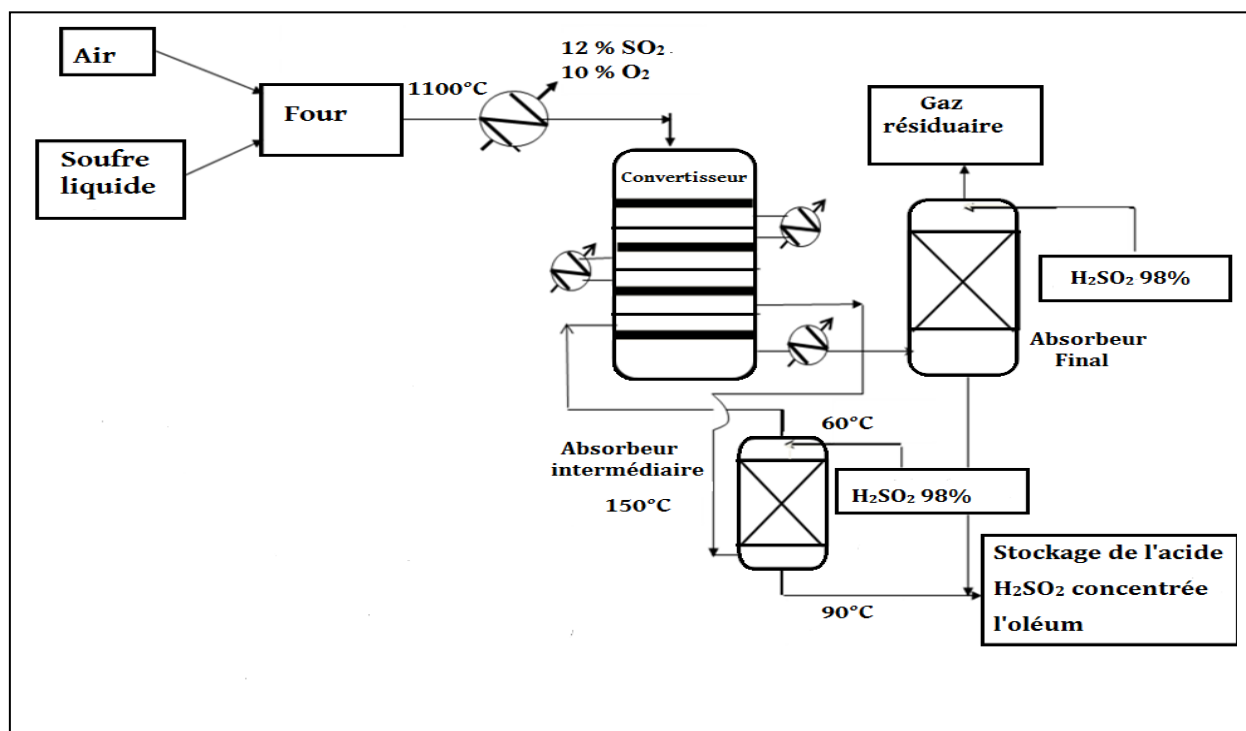 Air
Soufre
liquide
Four
1100°C
12 % SO₂
10 % O₂
Convertisseur
Gaz
résiduaire
H₂SO₂ 98%
Absorbeur
Final
Absorbeur
intermédiaire
150°C
60°C
H₂SO₂ 98%
90°C
Stockage de l'acide
H₂SO₂ concentrée
l'oléum